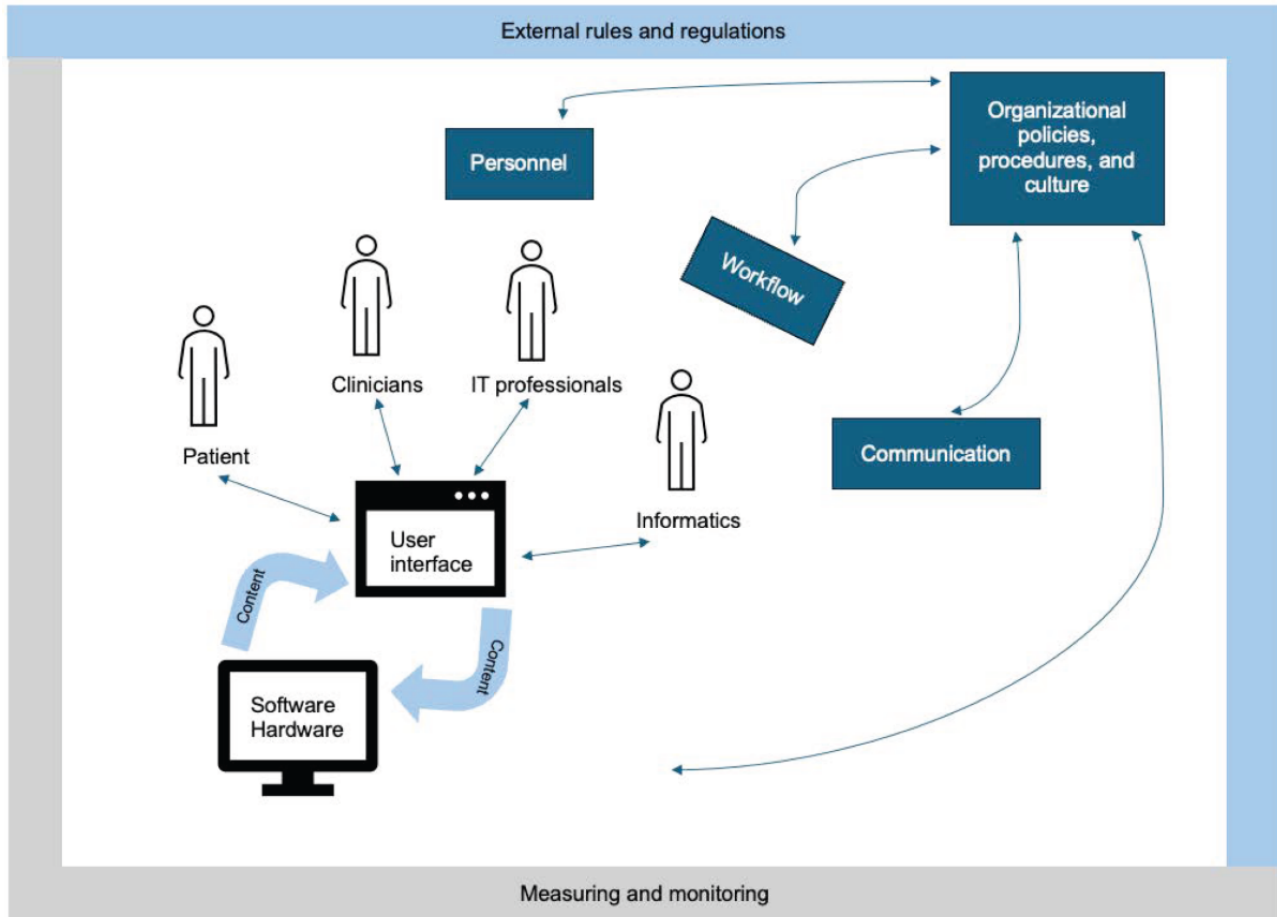 External rules and regulations
Organizational
policies,
procedures, and
culture
Personnel
Workflow
Clinicians
IT professionals
Patient
Communication
Informatics
User
interface
Content
Content
Software
Hardware
Measuring and monitoring